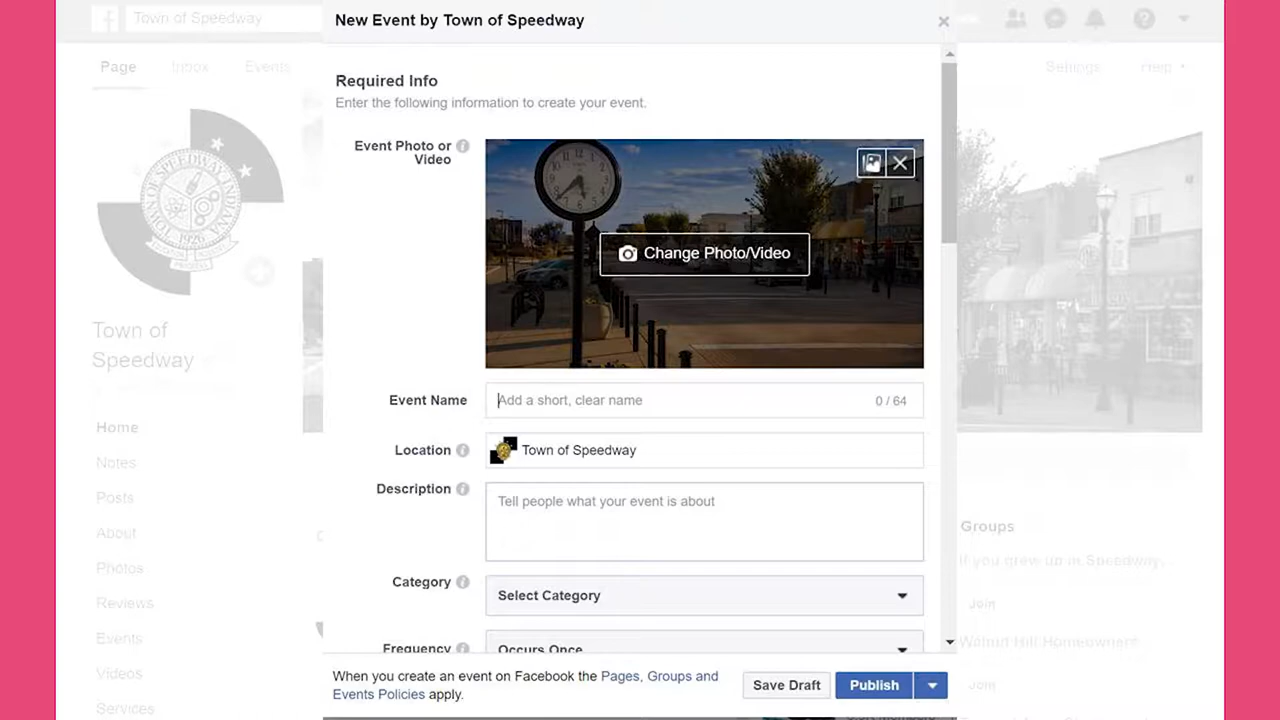 Town of Speedway
New Event by Town of Speedway
Page
Inbox
Events
Settings
Help
Required Info
Enter the following information to create your event.
Event Photo or
Video
Change Photo/Video
TOWN OF SPEEDWAY, INDIANA
1926
Town of
Speedway
Event Name
Add a short, clear name
0 / 64
Location
Town of Speedway
Description
Tell people what your event is about
Home
Notes
Posts
About
Photos
Reviews
Events
Videos
Services
Category
Select Category
Frequency
Occurs Once
Groups
If you grew up in Speedway,
Join
Walnut Hill Homeowners
Join
When you create an event on Facebook the Pages, Groups and
Events Policies apply.
Save Draft
Publish